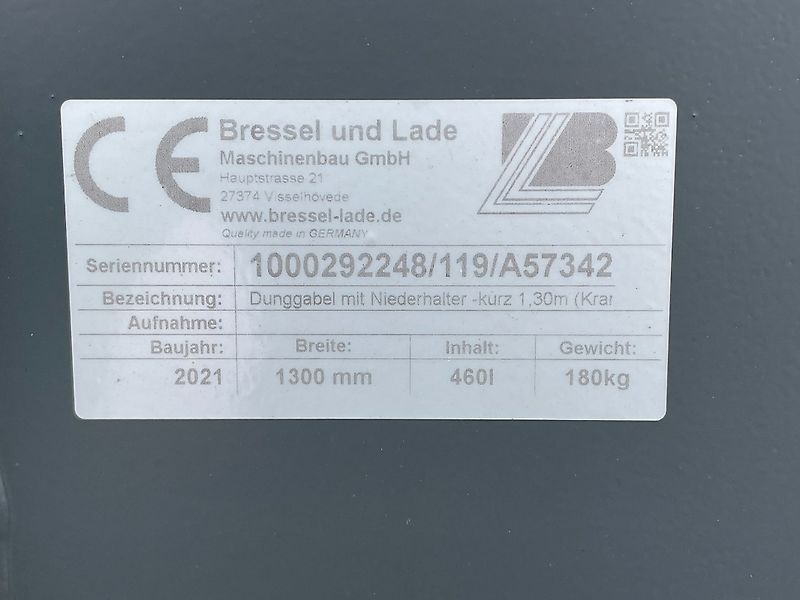 CE
Bressel und Lade
Maschinenbau GmbH
Hauptstrasse 21
27374 Visselhövede
www.bressel-lade.de
Quality made in GERMANY
LB
Seriennummer: 1000292248/119/A57342
Bezeichnung: Dunggabel mit Niederhalter -kurz 1,30m (Kran
Aufnahme:
Baujahr: Breite: Inhalt: Gewicht:
2021 1300 mm 460l 180kg